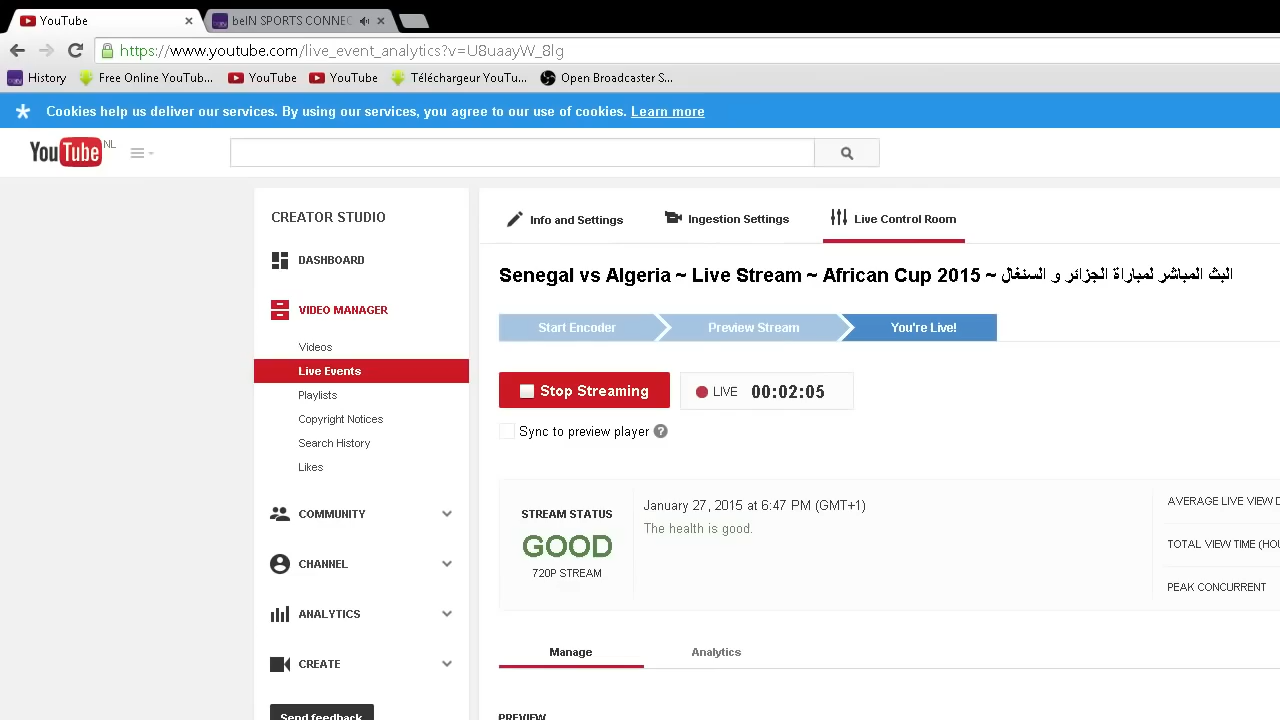 YouTube
beIN SPORTS CONNEC
https://www.youtube.com/live_event_analytics?v=U8uaayW_8lg
History
Free Online YouTub...
YouTube
YouTube
Téléchargeur YouTu...
Open Broadcaster S...
Cookies help us deliver our services. By using our services, you agree to our use of cookies. Learn more
YouTube NL
CREATOR STUDIO
DASHBOARD
VIDEO MANAGER
Videos
Live Events
Playlists
Copyright Notices
Search History
Likes
COMMUNITY
CHANNEL
ANALYTICS
CREATE
Send feedback
Info and Settings
Ingestion Settings
Live Control Room
Senegal vs Algeria ~ Live Stream ~ African Cup 2015 ~ البث المباشر لمباراة الجزائر و السنغال
Start Encoder
Preview Stream
You're Live!
Stop Streaming
LIVE 00:02:05
Sync to preview player ?
STREAM STATUS
GOOD
720P STREAM
January 27, 2015 at 6:47 PM (GMT+1)
The health is good.
AVERAGE LIVE VIEW D
TOTAL VIEW TIME (HOU
PEAK CONCURRENT
Manage
Analytics
PREVIEW